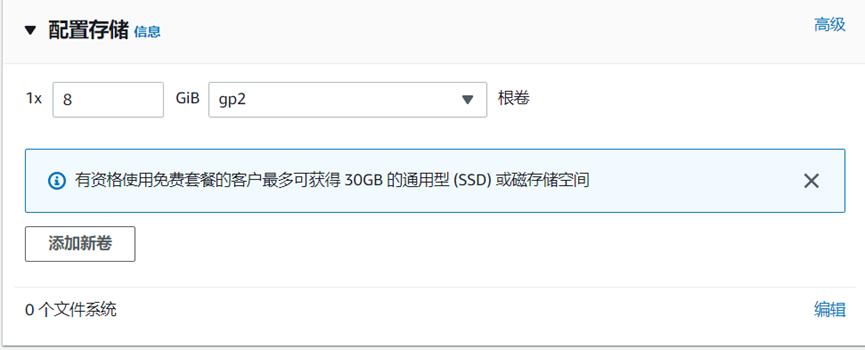 配置存储 信息 高级
1x 8 GiB gp2 根卷
有资格使用免费套餐的客户最多可获得 30GB 的通用型 (SSD) 或磁存储空间
添加新卷
0 个文件系统 编辑